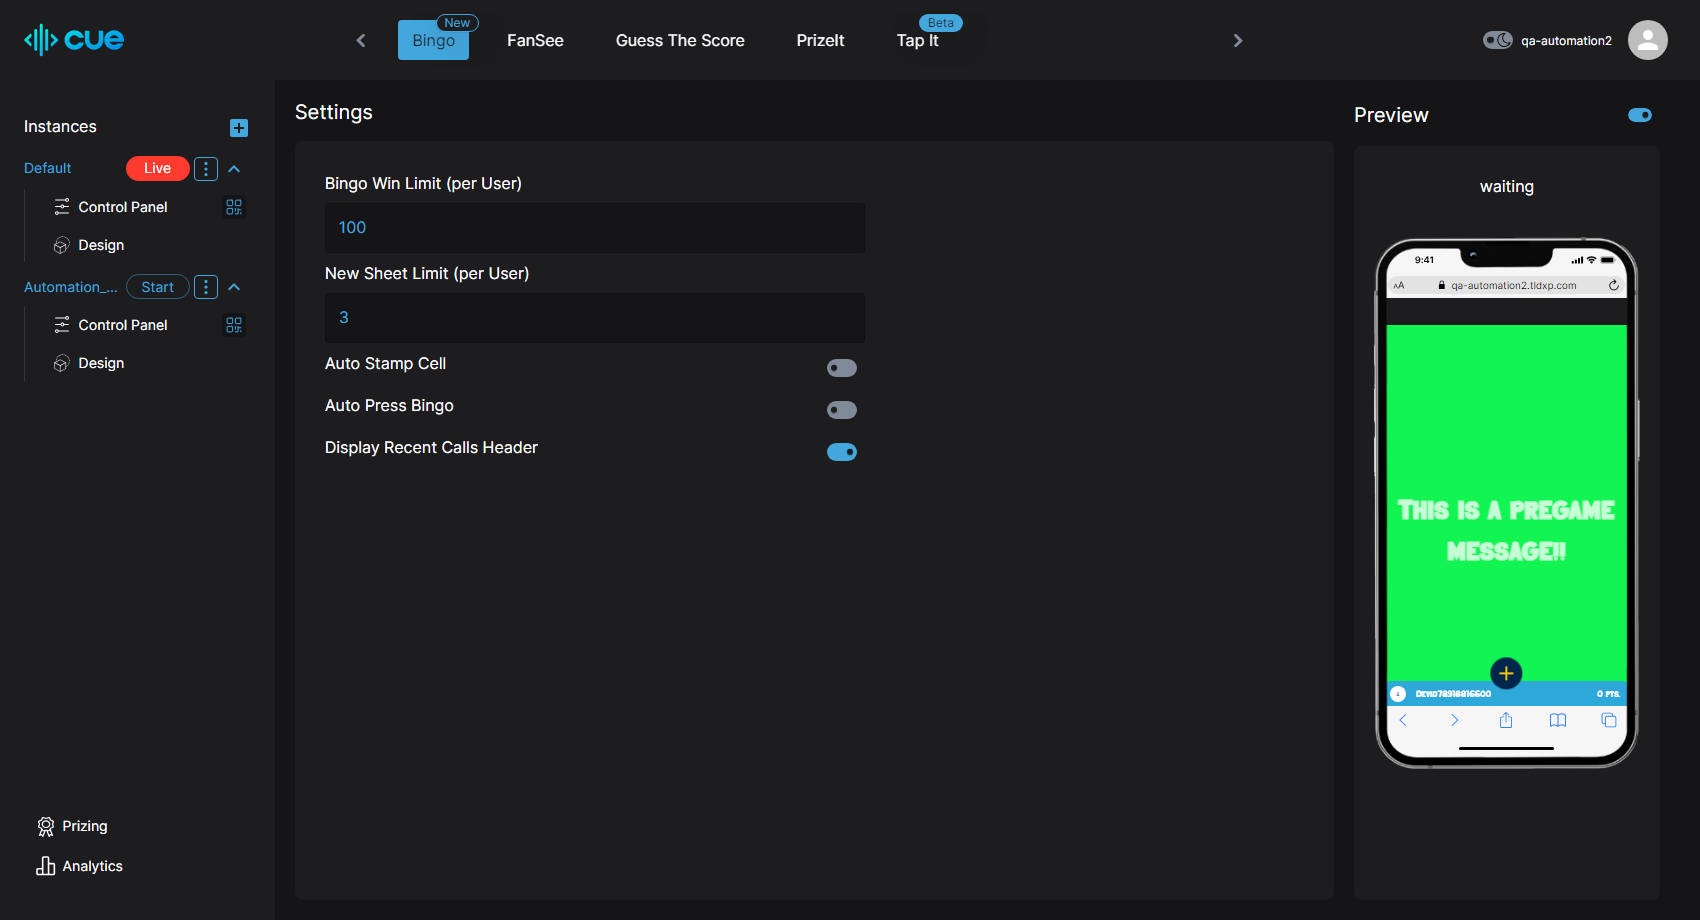 cue
Bingo
New
FanSee
Guess The Score
PrizeIt
Tap It
Beta
qa-automation2
Instances
Default
Live
Control Panel
Design
Automation_...
Start
Control Panel
Design
Prizing
Analytics
Settings
Bingo Win Limit (per User)
100
New Sheet Limit (per User)
3
Auto Stamp Cell
Auto Press Bingo
Display Recent Calls Header
Preview
waiting
9:41
AA
qa-automation2.tldxp.com
THIS IS A PREGAME
MESSAGE!!
DEVID78918816600
0 PTS.